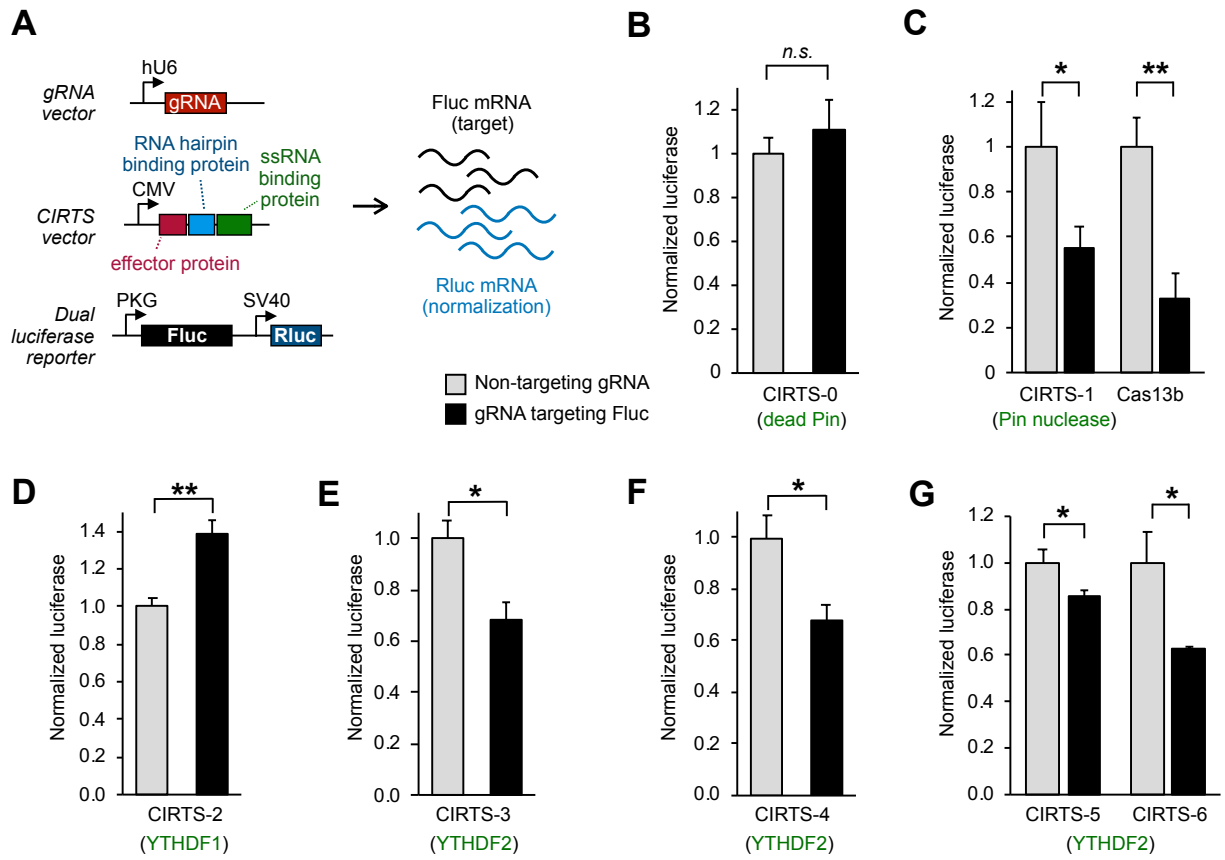 A
hU6
gRNA
vector
gRNA
RNA hairpin
binding protein
ssRNA
binding
protein
CMV
CIRTS
vector
effector protein
PKG
SV40
Dual
luciferase
reporter
Fluc
Rluc
Fluc mRNA
(target)
Rluc mRNA
(normalization)
Non-targeting gRNA
gRNA targeting Fluc
B
n.s.
Normalized luciferase
1.2
1
0.8
0.6
0.4
0.2
0
CIRTS-0
(dead Pin)
C
*
**
Normalized luciferase
1.2
1
0.8
0.6
0.4
0.2
0
CIRTS-1
Cas13b
(Pin nuclease)
D
**
Normalized luciferase
1.4
1.2
1.0
0.8
0.6
0.4
0.2
0.0
CIRTS-2
(YTHDF1)
E
*
Normalized luciferase
1.0
0.8
0.6
0.4
0.2
0.0
CIRTS-3
(YTHDF2)
F
*
Normalized luciferase
1.0
0.8
0.6
0.4
0.2
0.0
CIRTS-4
(YTHDF2)
G
*
*
Normalized luciferase
1.2
1.0
0.8
0.6
0.4
0.2
0.0
CIRTS-5
CIRTS-6
(YTHDF2)